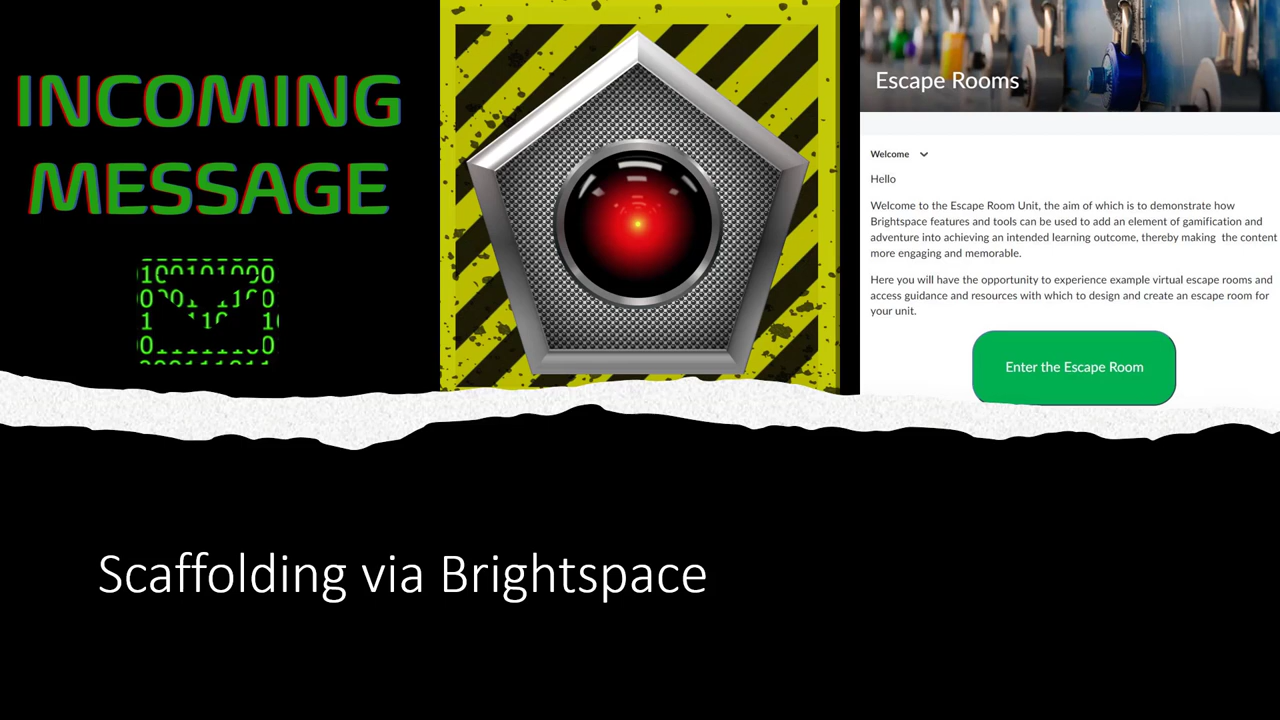 INCOMING
MESSAGE
Escape Rooms
Welcome
Hello
Welcome to the Escape Room Unit, the aim of which is to demonstrate how
Brightspace features and tools can be used to add an element of gamification and
adventure into achieving an intended learning outcome, thereby making the content
more engaging and memorable.
Here you will have the opportunity to experience example virtual escape rooms and
access guidance and resources with which to design and create an escape room for
your unit.
Enter the Escape Room
Scaffolding via Brightspace